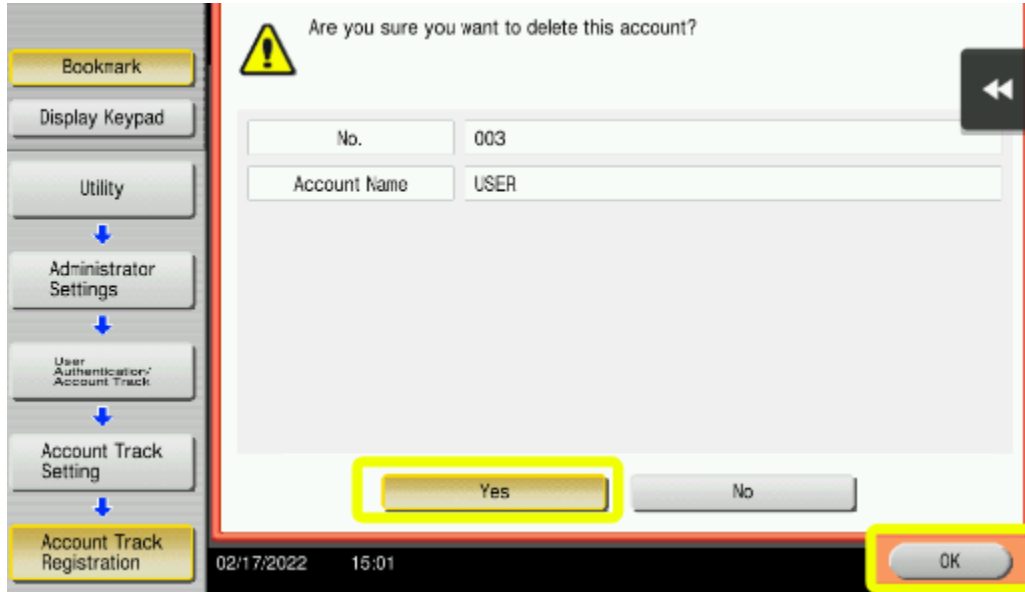 Are you sure you want to delete this account?
Bookmark
Display Keypad
No.
003
Account Name
USER
Utility
Administrator
Settings
User
Authentication/
Account Track
Account Track
Setting
Yes
No
Account Track
Registration
02/17/2022
15:01
OK